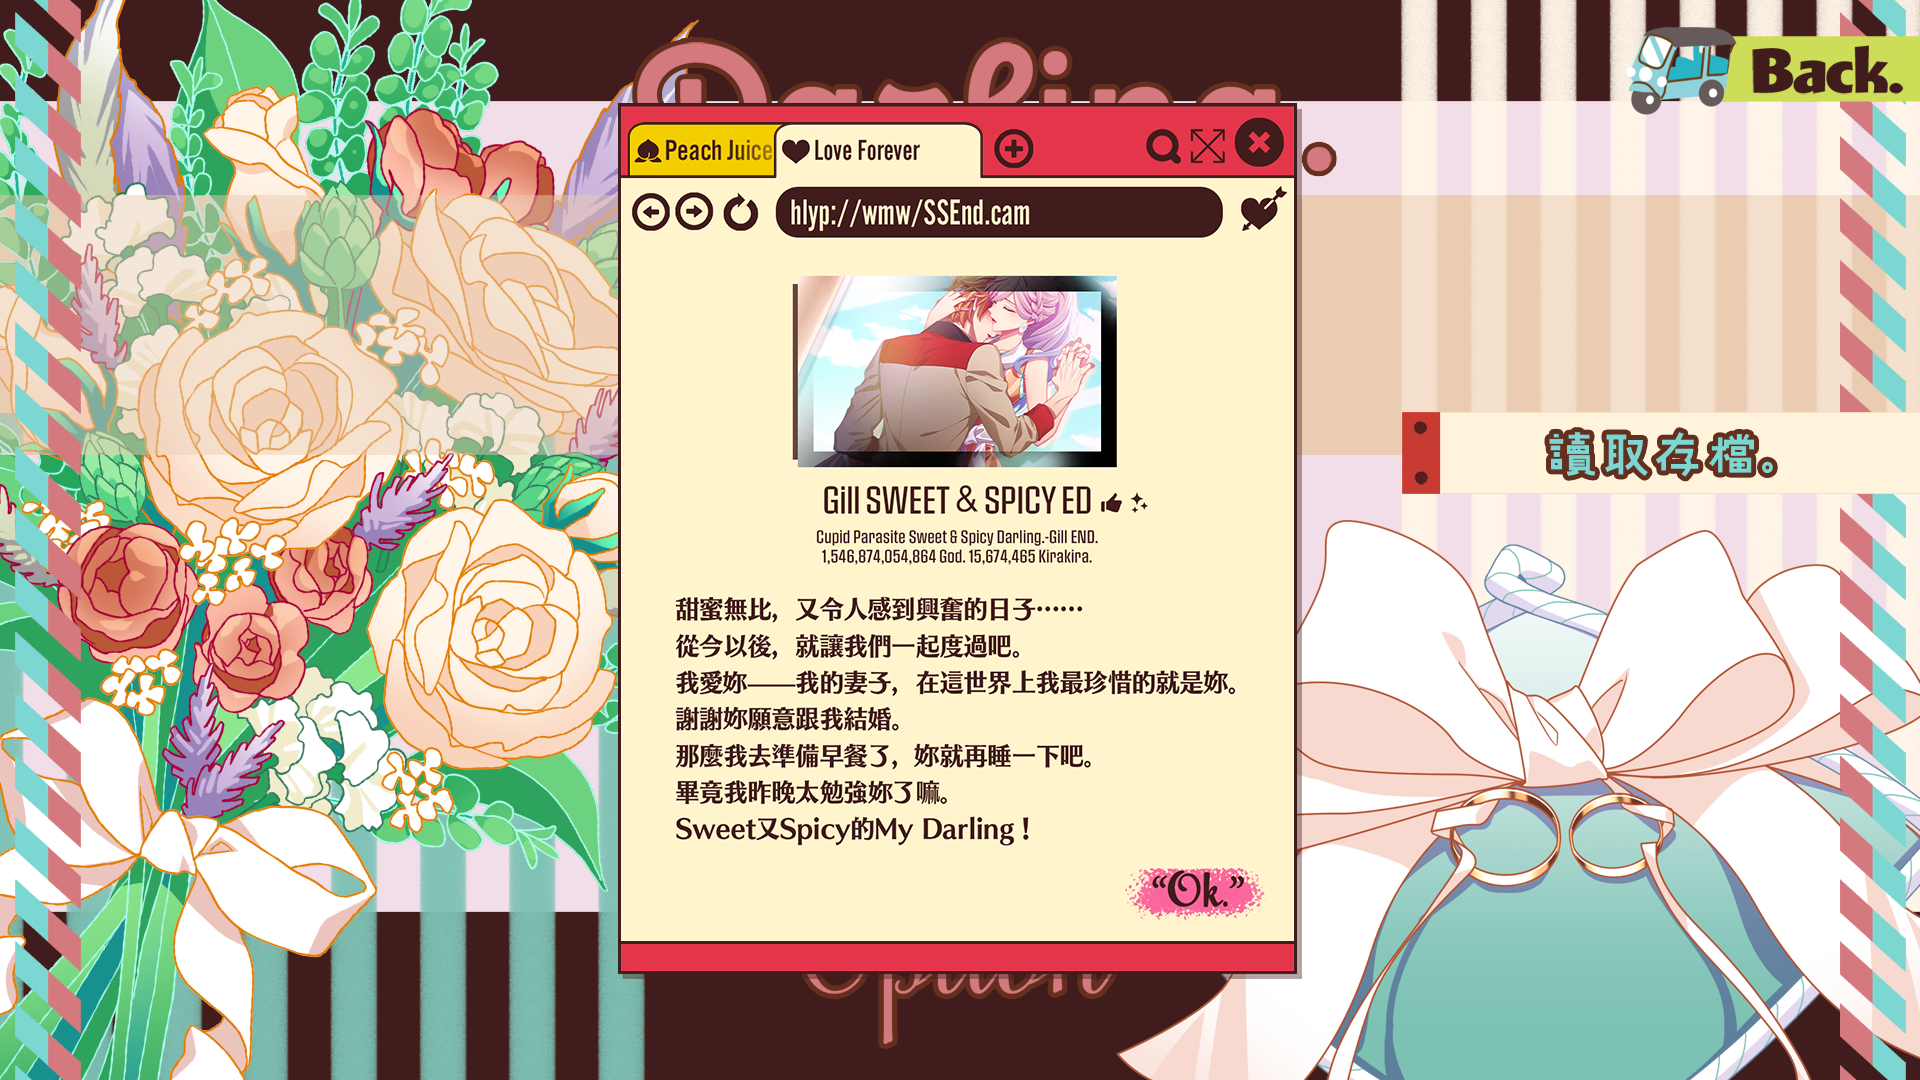 Darling
Back.
Peach Juice
Love Forever
hlyp://wmw/SSEnd.cam
Gill SWEET & SPICY ED
Cupid Parasite Sweet & Spicy Darling.-Gill END.
1,546,874,054,864 God. 15,674,465 Kirakira.
讀取存檔。
甜蜜無比，又令人感到興奮的日子……
從今以後，就讓我們一起度過吧。
我愛妳——我的妻子，在這世界上我最珍惜的就是妳。
謝謝妳願意跟我結婚。
那麼我去準備早餐了，妳就再睡一下吧。
畢竟我昨晚太勉強妳了嘛。
Sweet又Spicy的My Darling！
“Ok.”